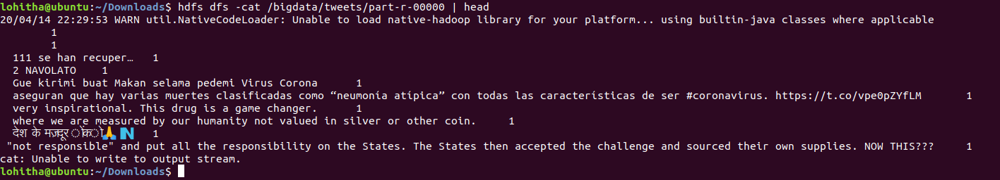 lohitha@ubuntu:~/Downloads$ hdfs dfs -cat /bigdata/tweets/part-r-00000 | head
20/04/14 22:29:53 WARN util.NativeCodeLoader: Unable to load native-hadoop library for your platform... using builtin-java classes where applicable
1
1
111 se han recuper… 1
2 NAVOLATO 1
Gue kirimi buat Makan selama pedemi Virus Corona 1
aseguran que hay varias muertes clasificadas como “neumonía atípica” con todas las características de ser #coronavirus. https://t.co/vpe0pZYfLM 1
very inspirational. This drug is a game changer. 1
where we are measured by our humanity not valued in silver or other coin. 1
देश के मज़दूरोंको🙏 N 1
"not responsible" and put all the responsibility on the States. The States then accepted the challenge and sourced their own supplies. NOW THIS??? 1
cat: Unable to write to output stream.
lohitha@ubuntu:~/Downloads$